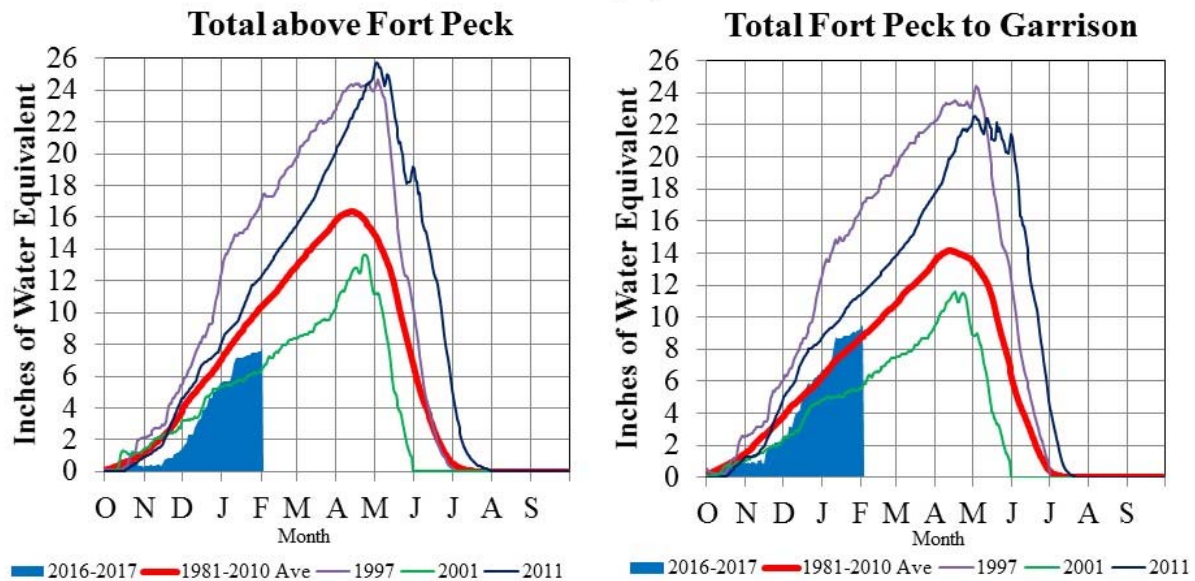 Total above Fort Peck
Inches of Water Equivalent
26
24
22
20
18
16
14
12
10
8
6
4
2
0
O N D J F M A M J J A S
Month
2016-2017 1981-2010 Ave 1997 2001 2011
Total Fort Peck to Garrison
Inches of Water Equivalent
26
24
22
20
18
16
14
12
10
8
6
4
2
0
O N D J F M A M J J A S
Month
2016-2017 1981-2010 Ave 1997 2001 2011